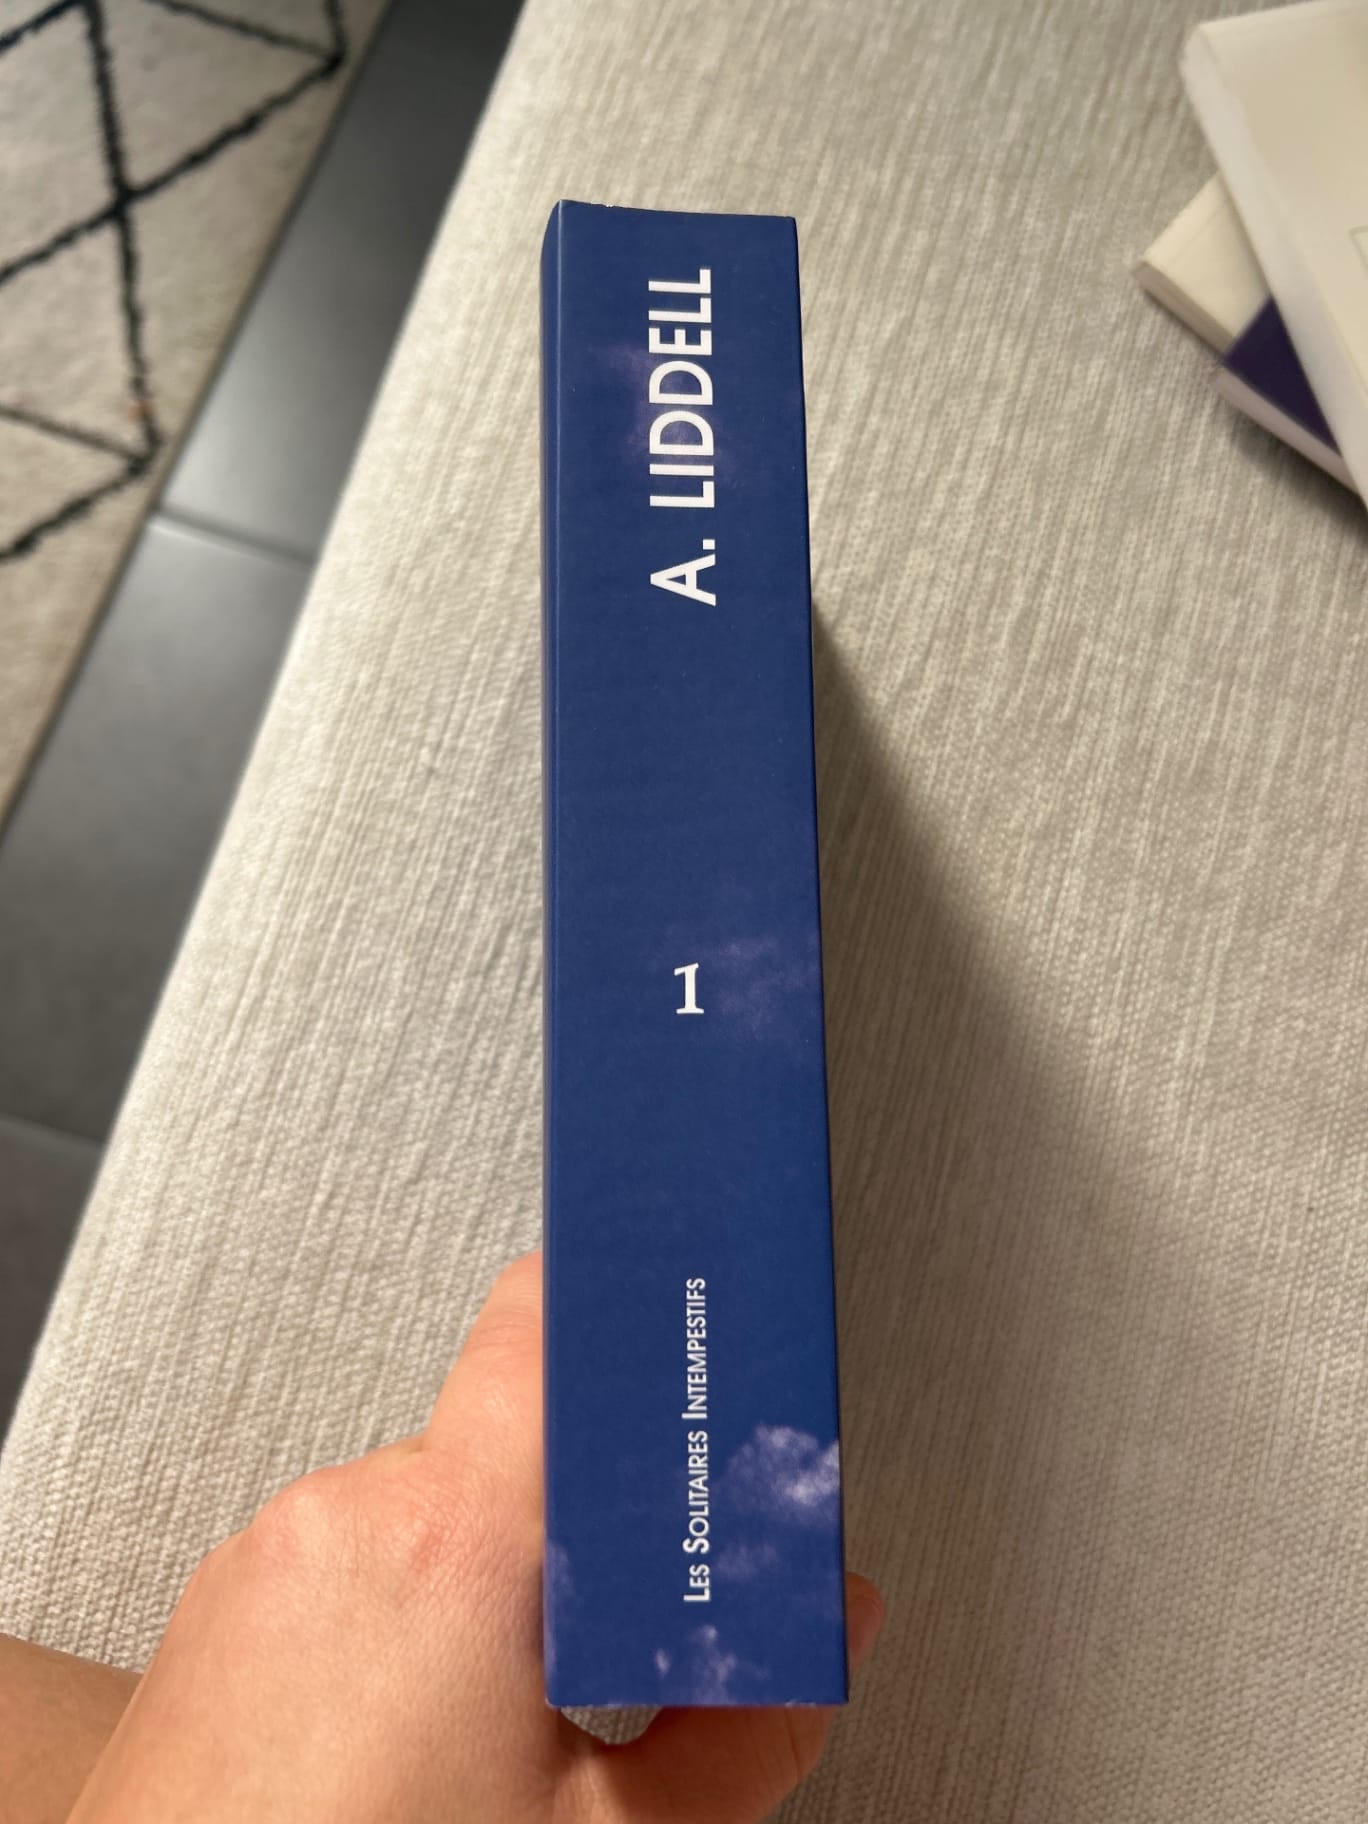 A. LIDDELL
1
LES SOLITAIRES INTEMPESTIFS